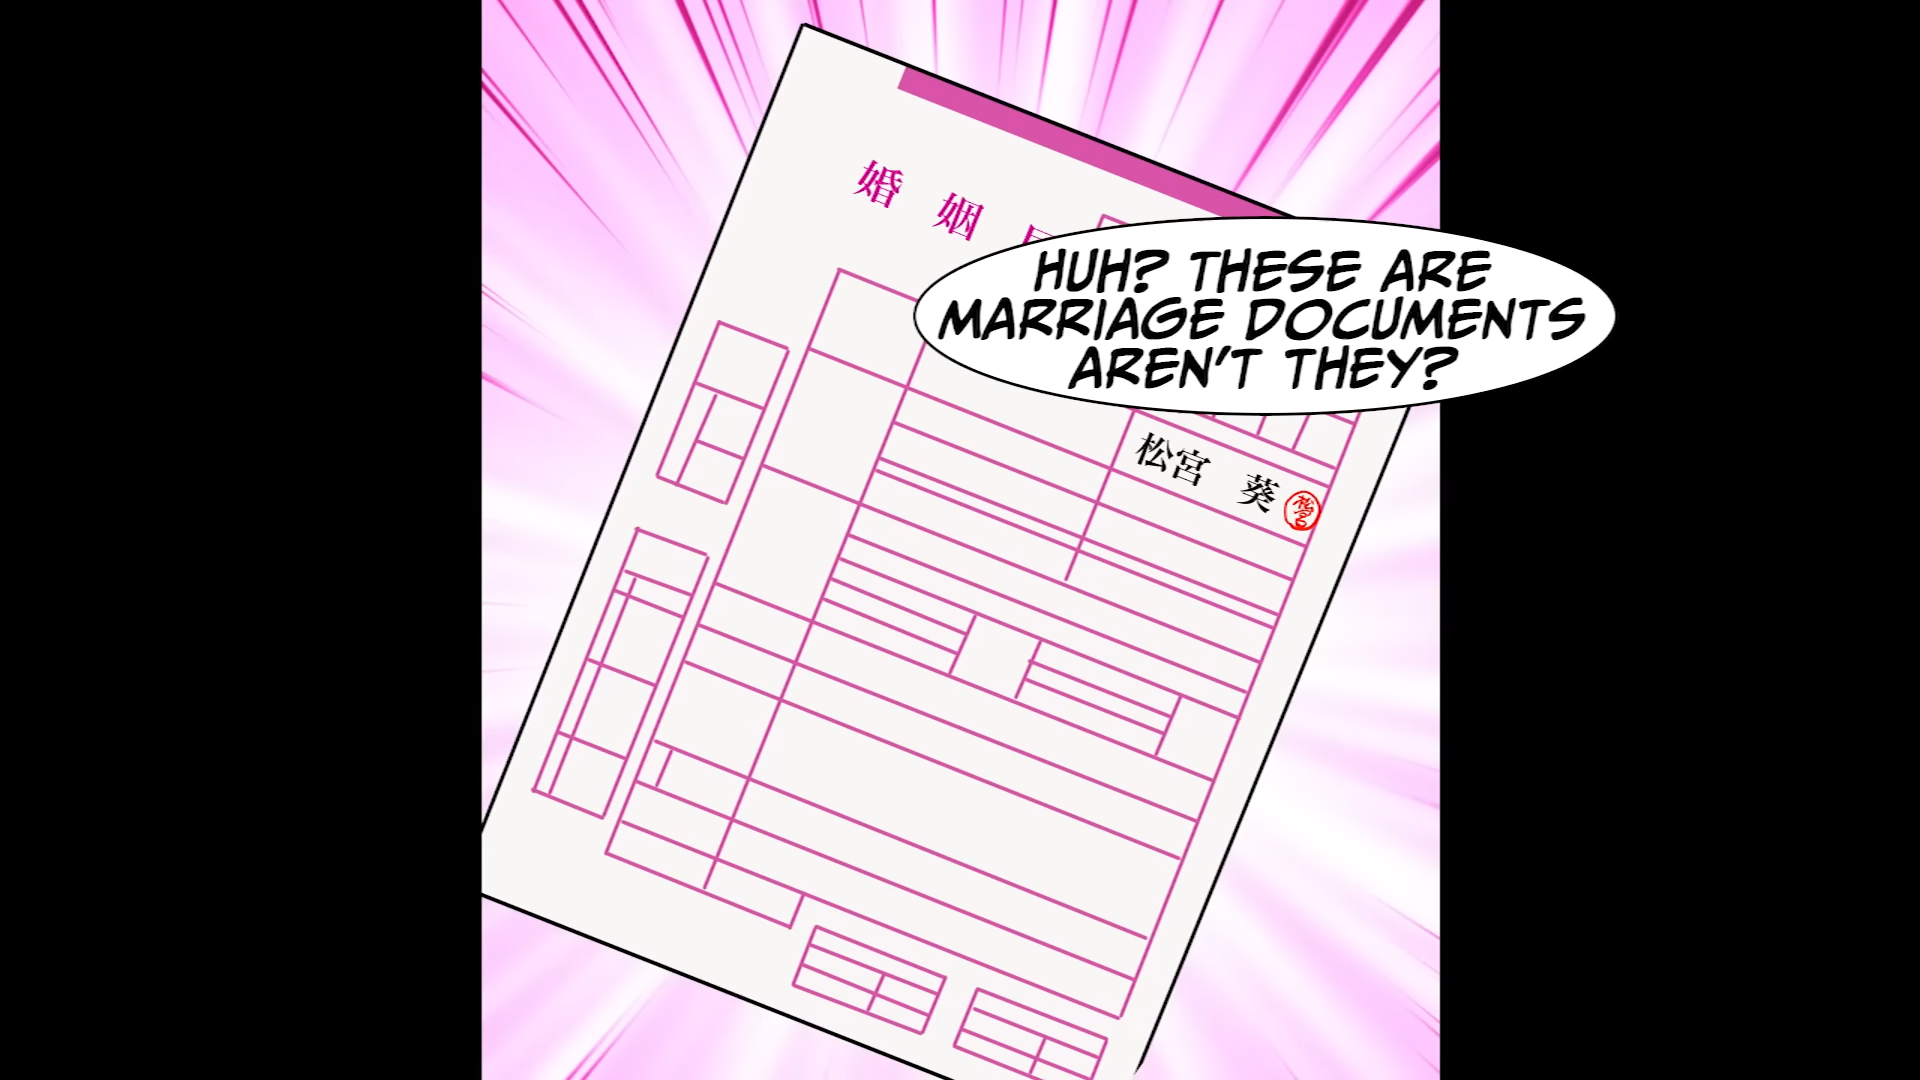 婚姻
HUH? THESE ARE
MARRIAGE DOCUMENTS
AREN'T THEY?
松宮 葵